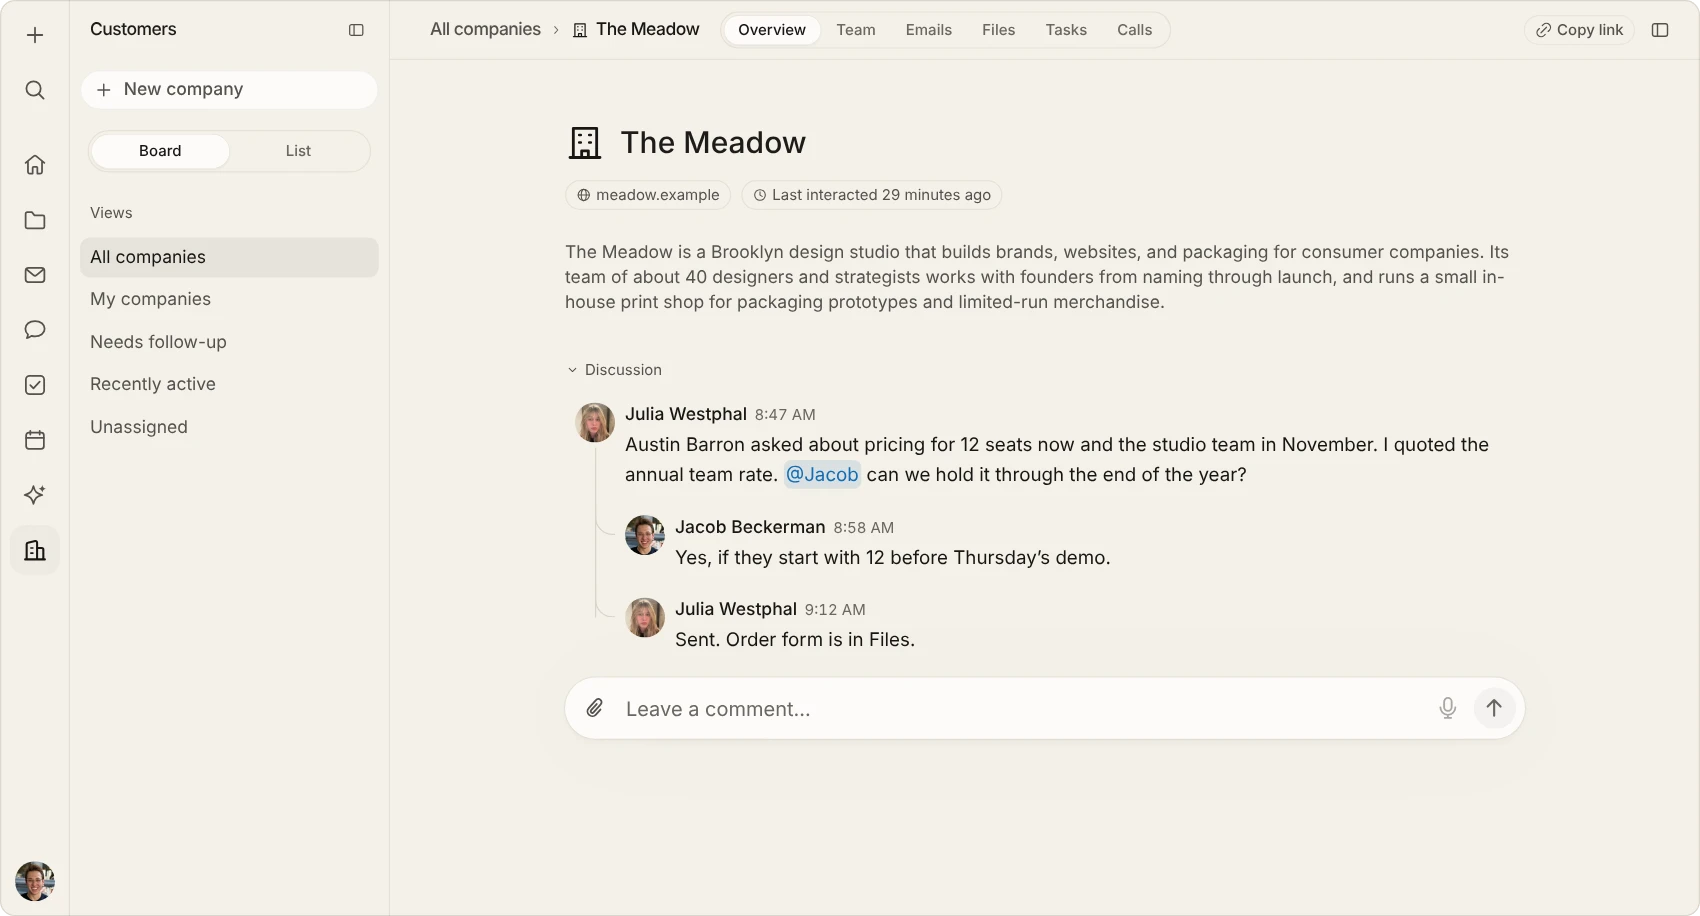 Customers
New company
Board
List
Views
All companies
My companies
Needs follow-up
Recently active
Unassigned
All companies › The Meadow
Overview
Team
Emails
Files
Tasks
Calls
Copy link
The Meadow
meadow.example
Last interacted 29 minutes ago
The Meadow is a Brooklyn design studio that builds brands, websites, and packaging for consumer companies. Its
team of about 40 designers and strategists works with founders from naming through launch, and runs a small in-
house print shop for packaging prototypes and limited-run merchandise.
Discussion
Julia Westphal 8:47 AM
Austin Barron asked about pricing for 12 seats now and the studio team in November. I quoted the
annual team rate. @Jacob can we hold it through the end of the year?
Jacob Beckerman 8:58 AM
Yes, if they start with 12 before Thursday’s demo.
Julia Westphal 9:12 AM
Sent. Order form is in Files.
Leave a comment...